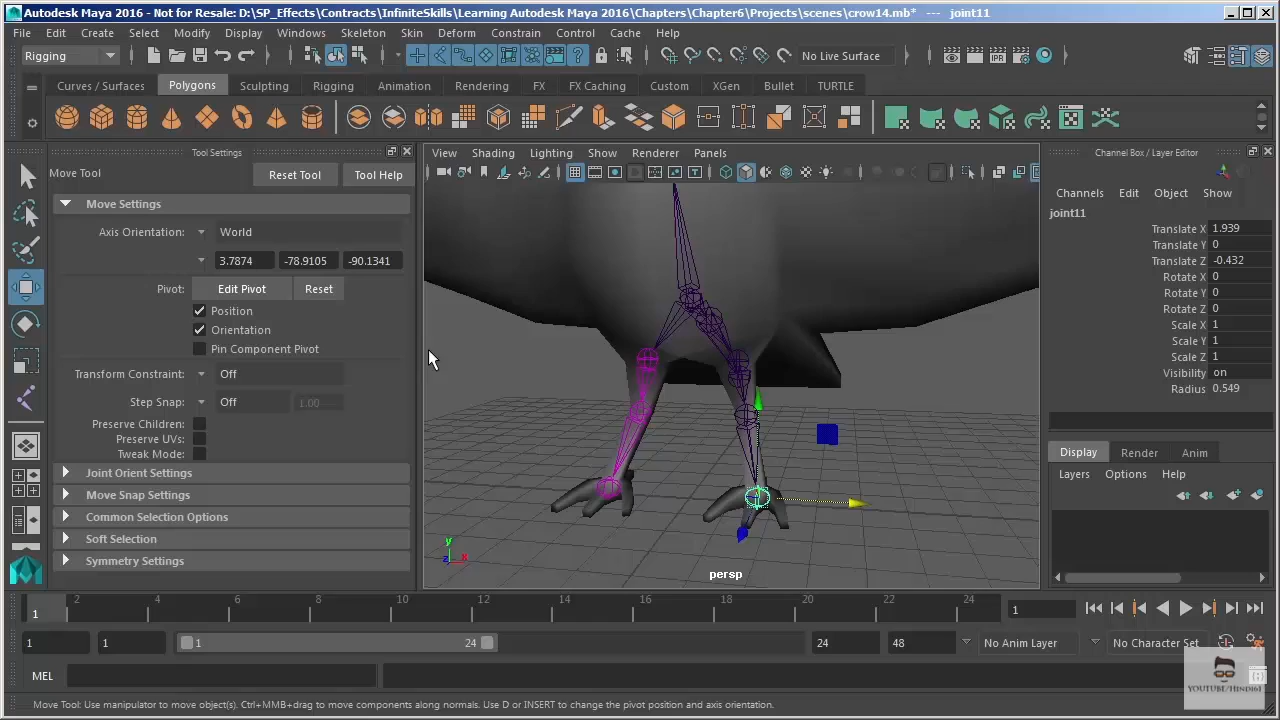 Autodesk Maya 2016 - Not for Resale: D:\SP_Effects\Contracts\InfiniteSkills\Learning Autodesk Maya 2016\Chapters\Chapter6\Projects\scenes\crow14.mb* --- joint11
File Edit Create Select Modify Display Windows Skeleton Skin Deform Constrain Control Cache Help
Rigging
No Live Surface
Curves / Surfaces Polygons Sculpting Rigging Animation Rendering FX FX Caching Custom XGen Bullet TURTLE
Tool Settings
Move Tool
Reset Tool
Tool Help
Move Settings
Axis Orientation: World
3.7874 -78.9105 -90.1341
Pivot: Edit Pivot Reset
Position
Orientation
Pin Component Pivot
Transform Constraint: Off
Step Snap: Off 1.00
Preserve Children:
Preserve UVs:
Tweak Mode:
Joint Orient Settings
Move Snap Settings
Common Selection Options
Soft Selection
Symmetry Settings
View Shading Lighting Show Renderer Panels
y
z x
persp
Channel Box / Layer Editor
Channels Edit Object Show
joint11
Translate X 1.939
Translate Y 0
Translate Z -0.432
Rotate X 0
Rotate Y 0
Rotate Z 0
Scale X 1
Scale Y 1
Scale Z 1
Visibility on
Radius 0.549
Display Render Anim
Layers Options Help
1 2 4 6 8 10 12 14 16 18 20 22 24
1
1 1 1 24 24 48 No Anim Layer No Character Set
MEL
YOUTUBE/HINDI61
Move Tool: Use manipulator to move object(s). Ctrl+MMB+drag to move components along normals. Use D or INSERT to change the pivot position and axis orientation.